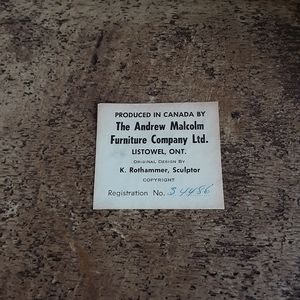 PRODUCED IN CANADA BY
The Andrew Malcolm
Furniture Company Ltd.
LISTOWEL, ONT.
ORIGINAL DESIGN BY
K. Rothammer, Sculptor
COPYRIGHT
Registration No. 34486